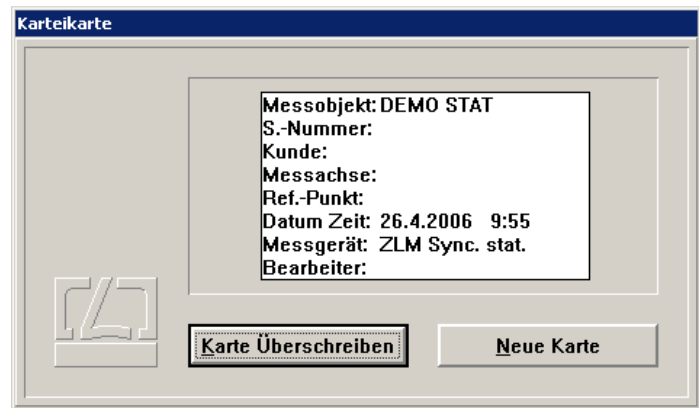 Karteikarte
Messobjekt: DEMO STAT
S.-Nummer:
Kunde:
Messachse:
Ref.-Punkt:
Datum Zeit: 26.4.2006 9:55
Messgerät: ZLM Sync. stat.
Bearbeiter:
Karte Überschreiben Neue Karte